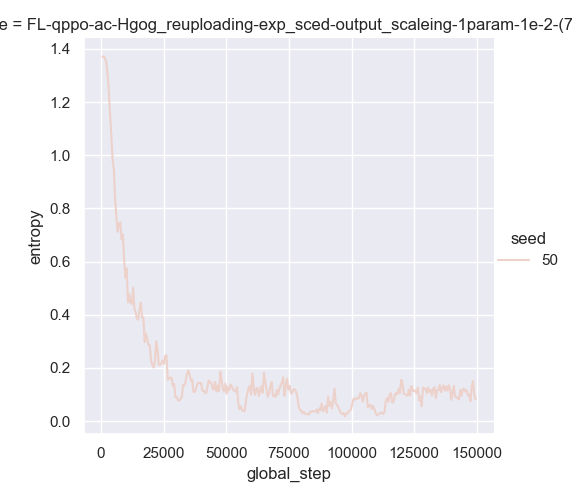 e = FL-qppo-ac-Hgog_reuploading-exp_sced-output_scaleing-1param-1e-2-(7
1.4
1.2
1.0
0.8
0.6
0.4
0.2
0.0
entropy
seed
50
0 25000 50000 75000 100000 125000 150000
global_step